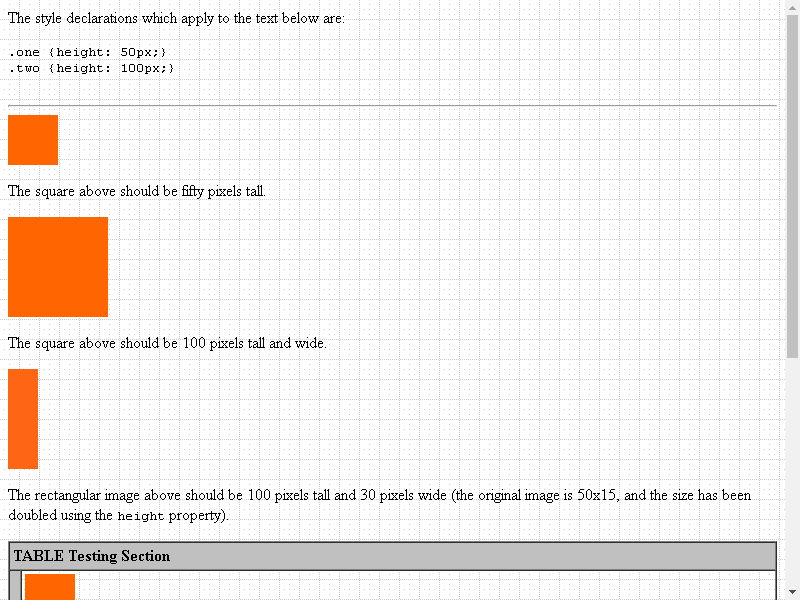 The style declarations which apply to the text below are:
.one {height: 50px;}
.two {height: 100px;}
The square above should be fifty pixels tall.
The square above should be 100 pixels tall and wide.
The rectangular image above should be 100 pixels tall and 30 pixels wide (the original image is 50x15, and the size has been
doubled using the height property).
TABLE Testing Section